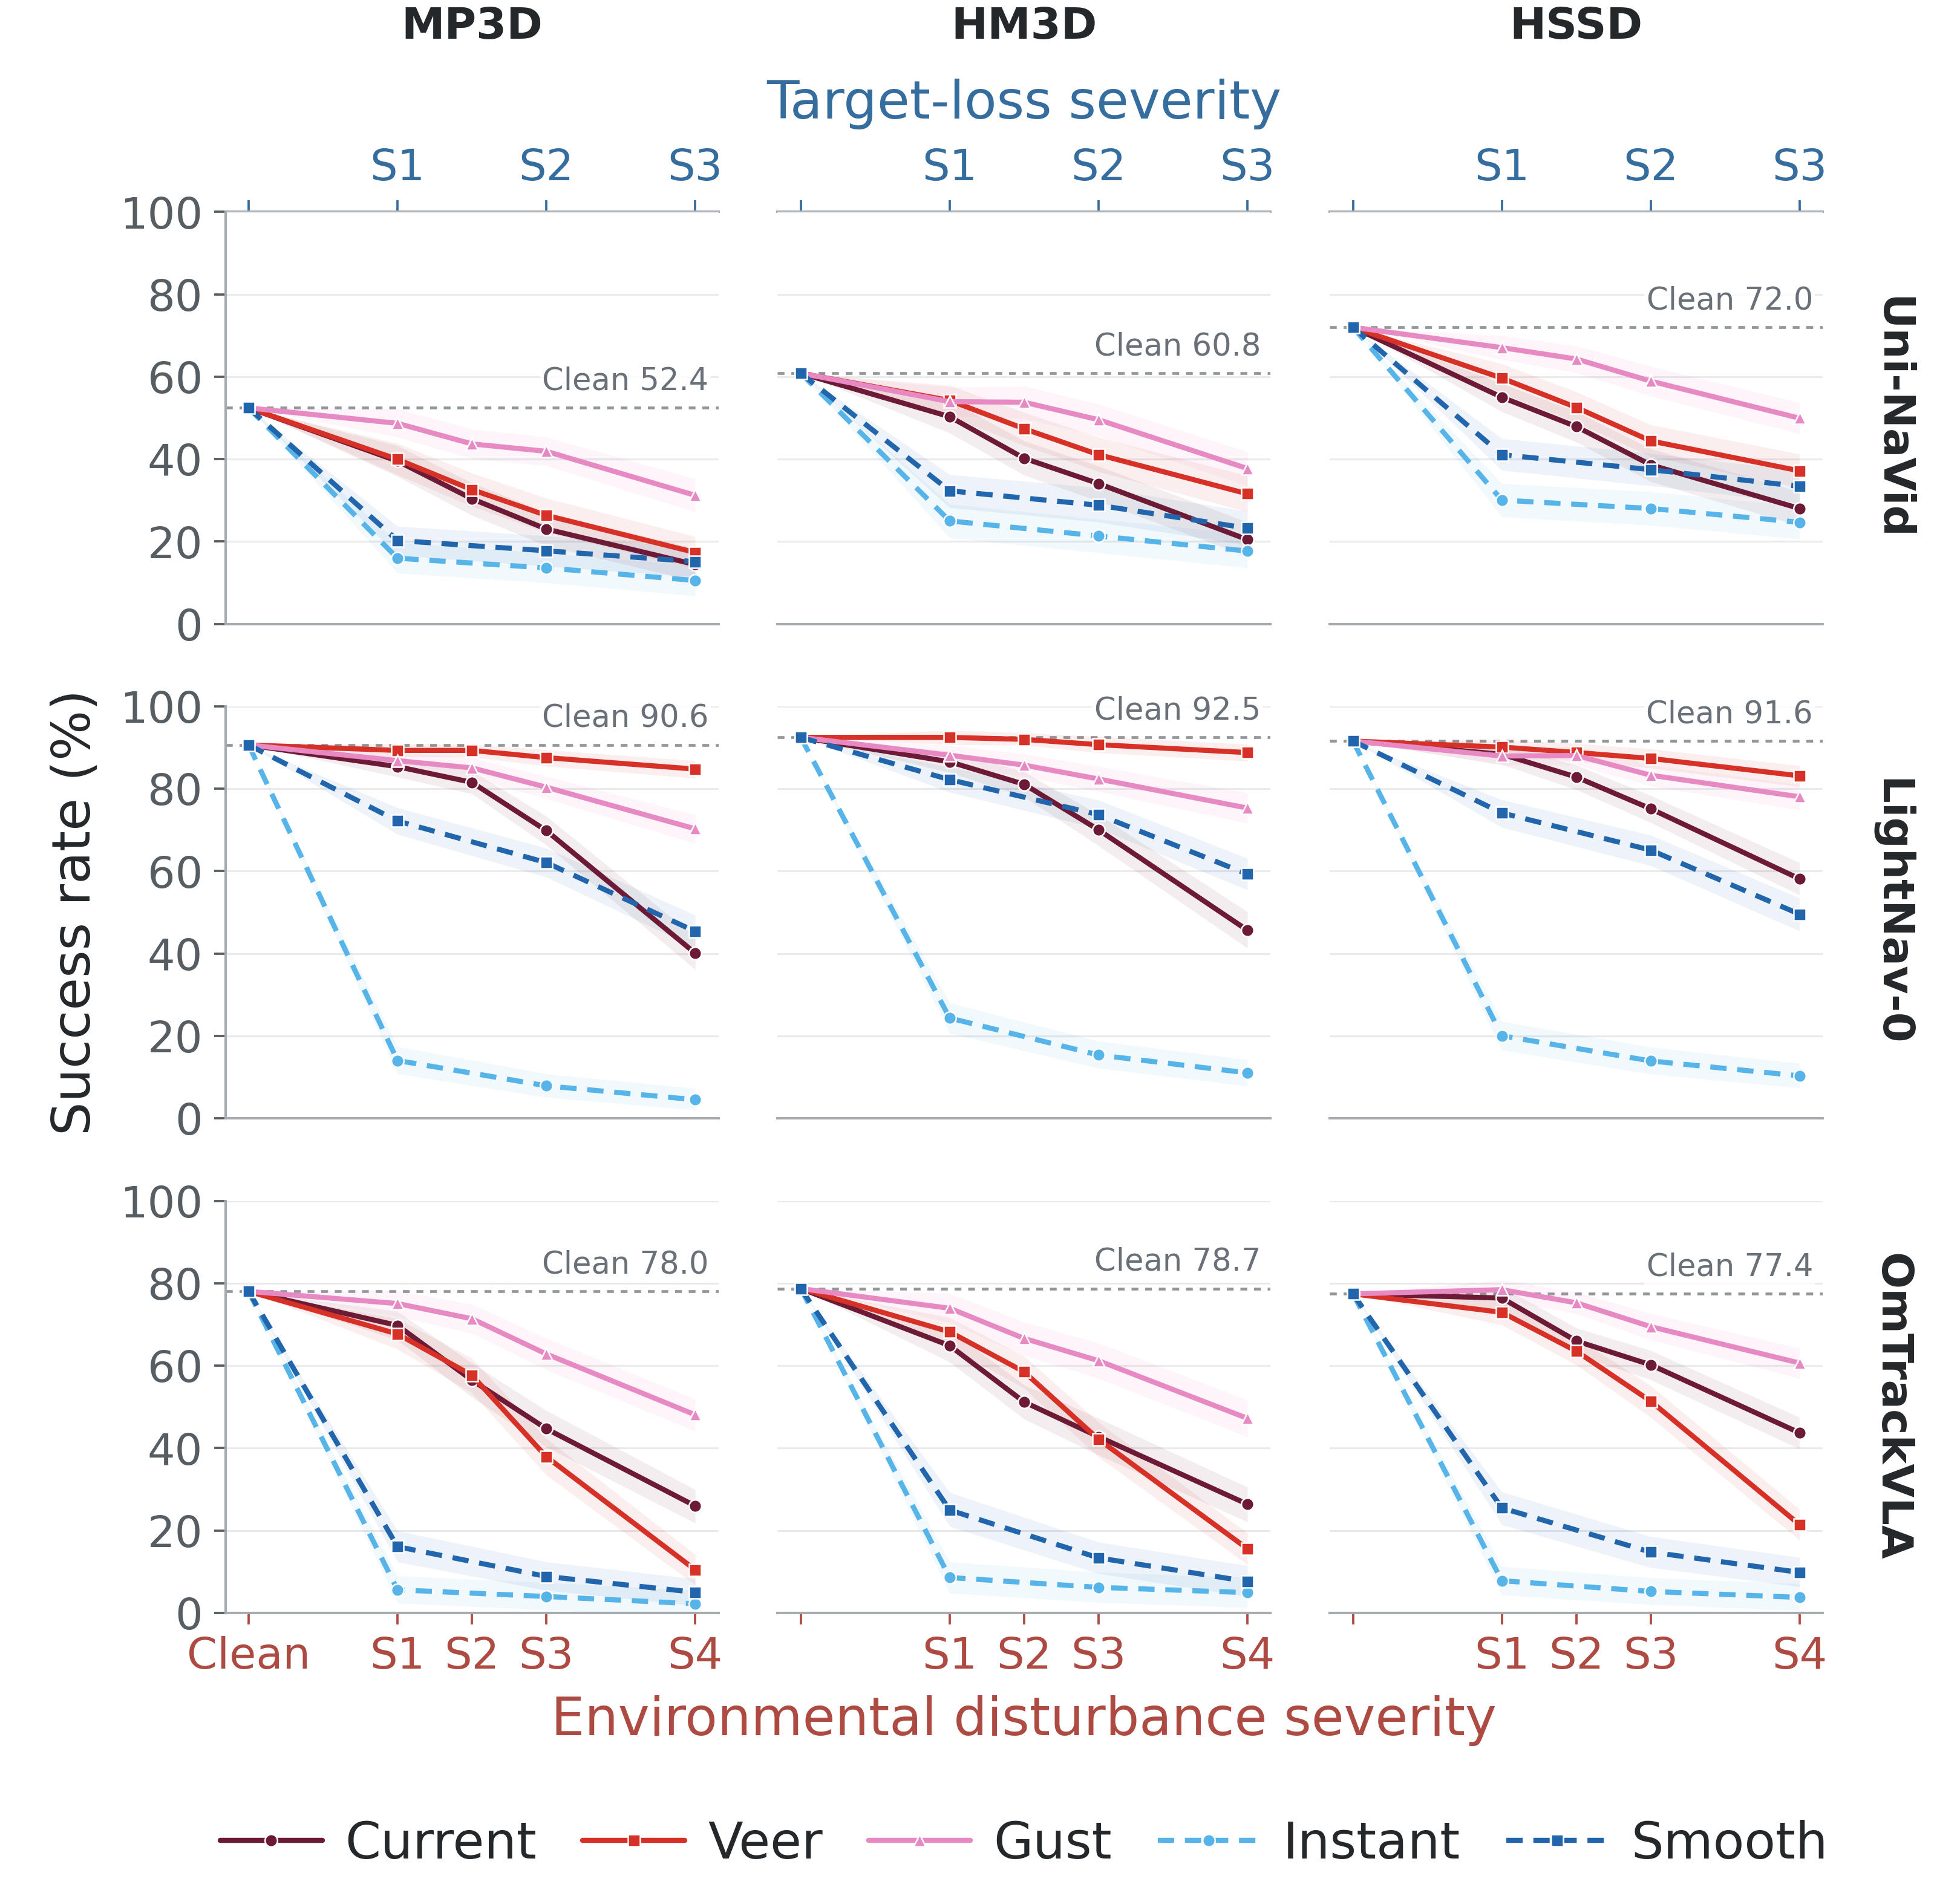 MP3D HM3D HSSD
Target-loss severity
S1 S2 S3 S1 S2 S3 S1 S2 S3
100
80
60
40
20
0
Clean 52.4
Clean 60.8
Clean 72.0
Uni-NaVid
Success rate (%)
100
80
60
40
20
0
Clean 90.6
Clean 92.5
Clean 91.6
LightNav-0
100
80
60
40
20
0
Clean 78.0
Clean 78.7
Clean 77.4
OmTrackVLA
Clean S1 S2 S3 S4 S1 S2 S3 S4 S1 S2 S3 S4
Environmental disturbance severity
Current Veer Gust Instant Smooth